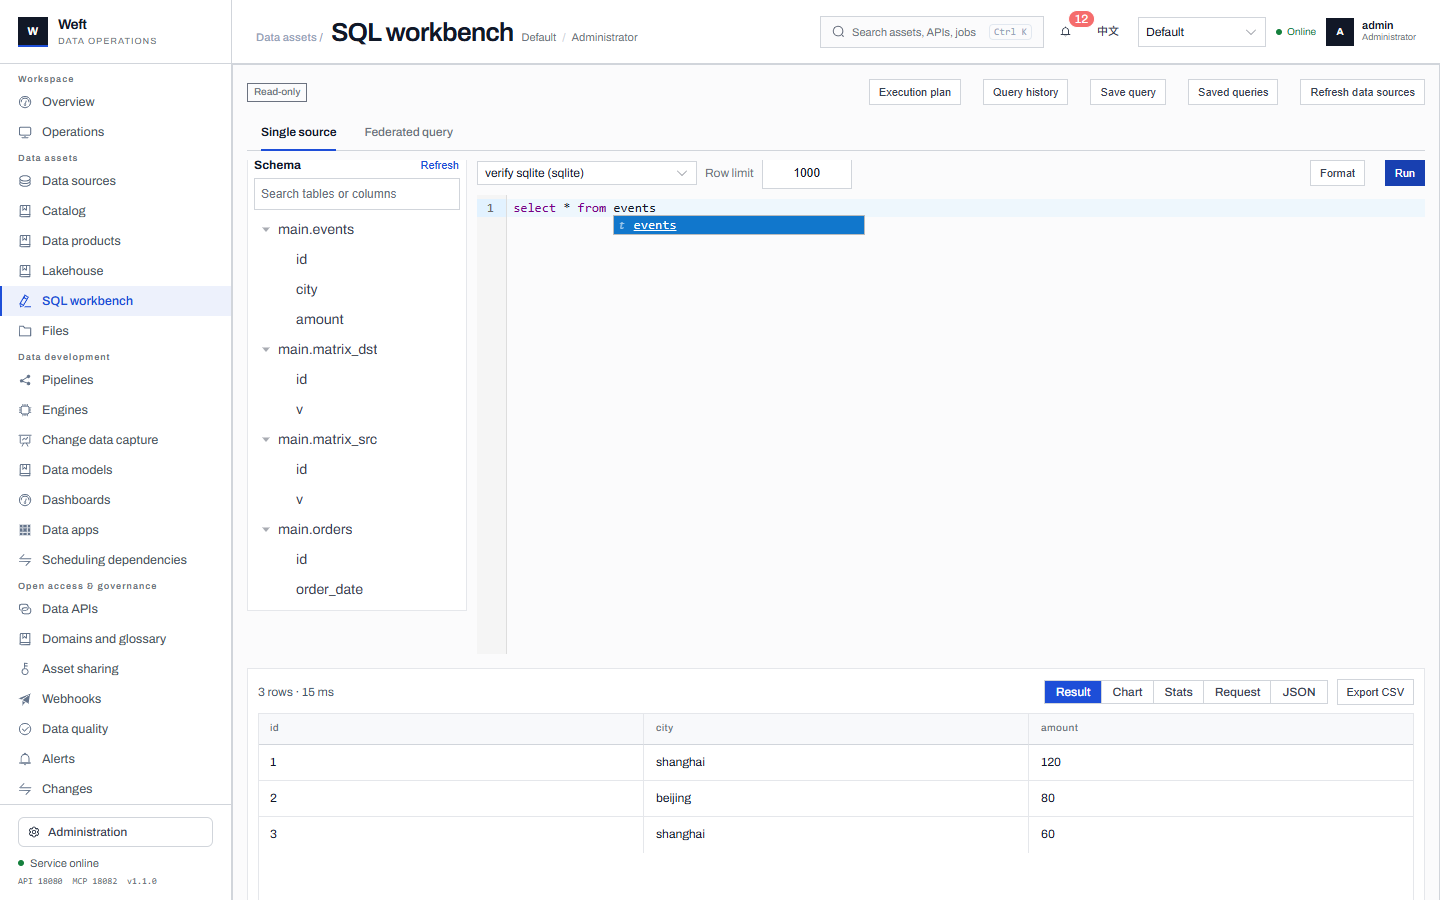 W
Weft
DATA OPERATIONS
Data assets / SQL workbench Default / Administrator
Search assets, APIs, jobs Ctrl K
12
中文
Default
Online
A
admin
Administrator
Workspace
Overview
Operations
Data assets
Data sources
Catalog
Data products
Lakehouse
SQL workbench
Files
Data development
Pipelines
Engines
Change data capture
Data models
Dashboards
Data apps
Scheduling dependencies
Open access & governance
Data APIs
Domains and glossary
Asset sharing
Webhooks
Data quality
Alerts
Changes
Administration
Service online
API 18080 MCP 18082 v1.1.0
Read-only
Execution plan Query history Save query Saved queries Refresh data sources
Single source Federated query
Schema Refresh
Search tables or columns
main.events
id
city
amount
main.matrix_dst
id
v
main.matrix_src
id
v
main.orders
id
order_date
verify sqlite (sqlite) Row limit 1000 Format Run
1 select * from events
t events
3 rows · 15 ms
Result Chart Stats Request JSON Export CSV
id city amount
1 shanghai 120
2 beijing 80
3 shanghai 60